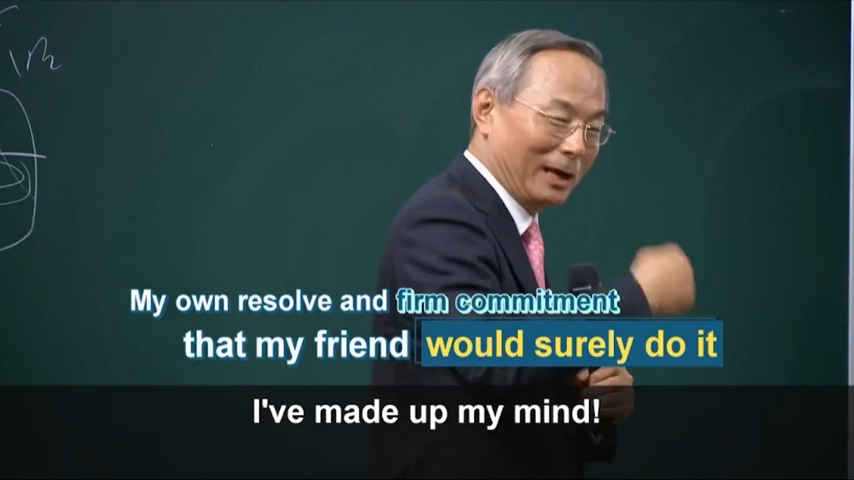 My own resolve and firm commitment
that my friend would surely do it
I've made up my mind!